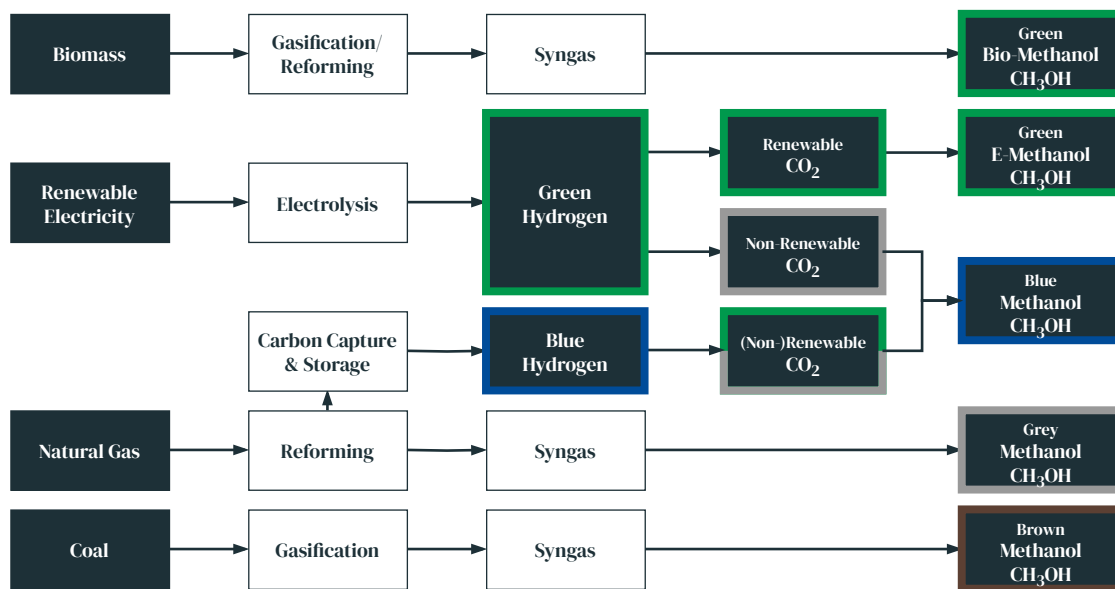 Biomass
Gasification/
Reforming
Syngas
Green
Bio-Methanol
CH₃OH
Renewable
Electricity
Electrolysis
Green
Hydrogen
Renewable
CO₂
Green
E-Methanol
CH₃OH
Non-Renewable
CO₂
Blue
Methanol
CH₃OH
Carbon Capture
& Storage
Blue
Hydrogen
(Non-)Renewable
CO₂
Natural Gas
Reforming
Syngas
Grey
Methanol
CH₃OH
Coal
Gasification
Syngas
Brown
Methanol
CH₃OH